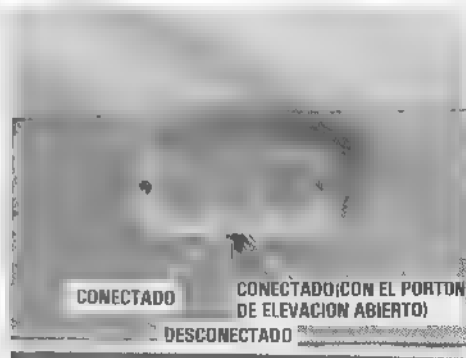 CONECTADO
CONECTADO(CON EL PORTON
DE ELEVACION ABIERTO)
DESCONECTADO